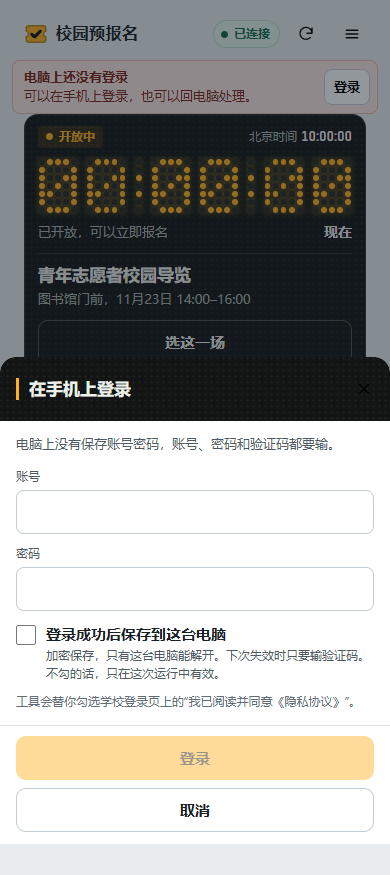 校园预报名
已连接
电脑上还没有登录
可以在手机上登录，也可以回电脑处理。
登录
开放中
北京时间 10:00:00
00:00:00
已开放，可以立即报名
现在
青年志愿者校园导览
图书馆门前，11月23日 14:00–16:00
选这一场
在手机上登录
电脑上没有保存账号密码，账号、密码和验证码都要输。
账号
密码
登录成功后保存到这台电脑
加密保存，只有这台电脑能解开。下次失效时只要输验证码。
不勾的话，只在这次运行中有效。
工具会替你勾选学校登录页上的“我已阅读并同意《隐私协议》”。
登录
取消